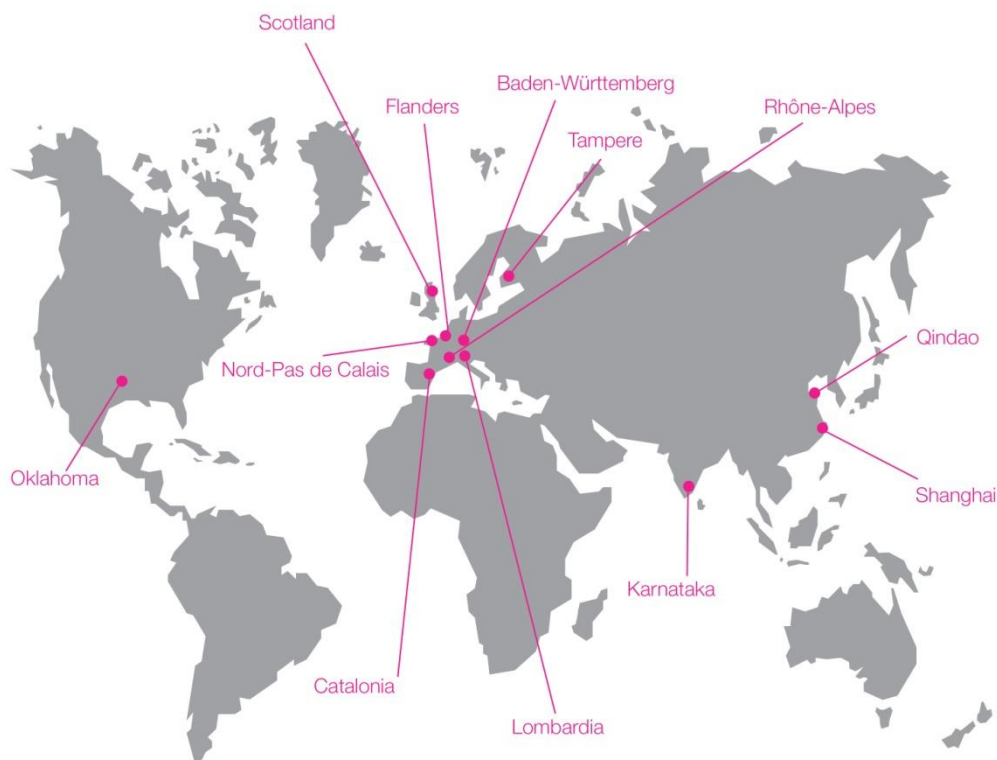 Scotland
Baden-Württemberg
Flanders
Rhône-Alpes
Tampere
Qindao
Nord-Pas de Calais
Oklahoma
Shanghai
Karnataka
Catalonia
Lombardia